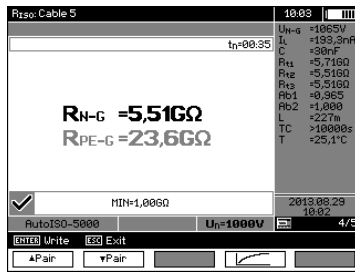 RISO: Cable 5
10:03
tn=00:35
RN-G =5,51GΩ
RPE-G =23,6GΩ
MIN=1,00GΩ
UN-G =1065V
IL =193,3nA
C =30nF
Rt1 =5,71GΩ
Rt2 =5,51GΩ
Rt3 =5,51GΩ
Ab1 =0,965
Ab2 =1,000
L =227m
TC >10000s
T =25,1°C
2013.08.29
10:02
AutoISO-5000
Un=1000V
4/5
ENTER Write ESC Exit
▲Pair ▼Pair